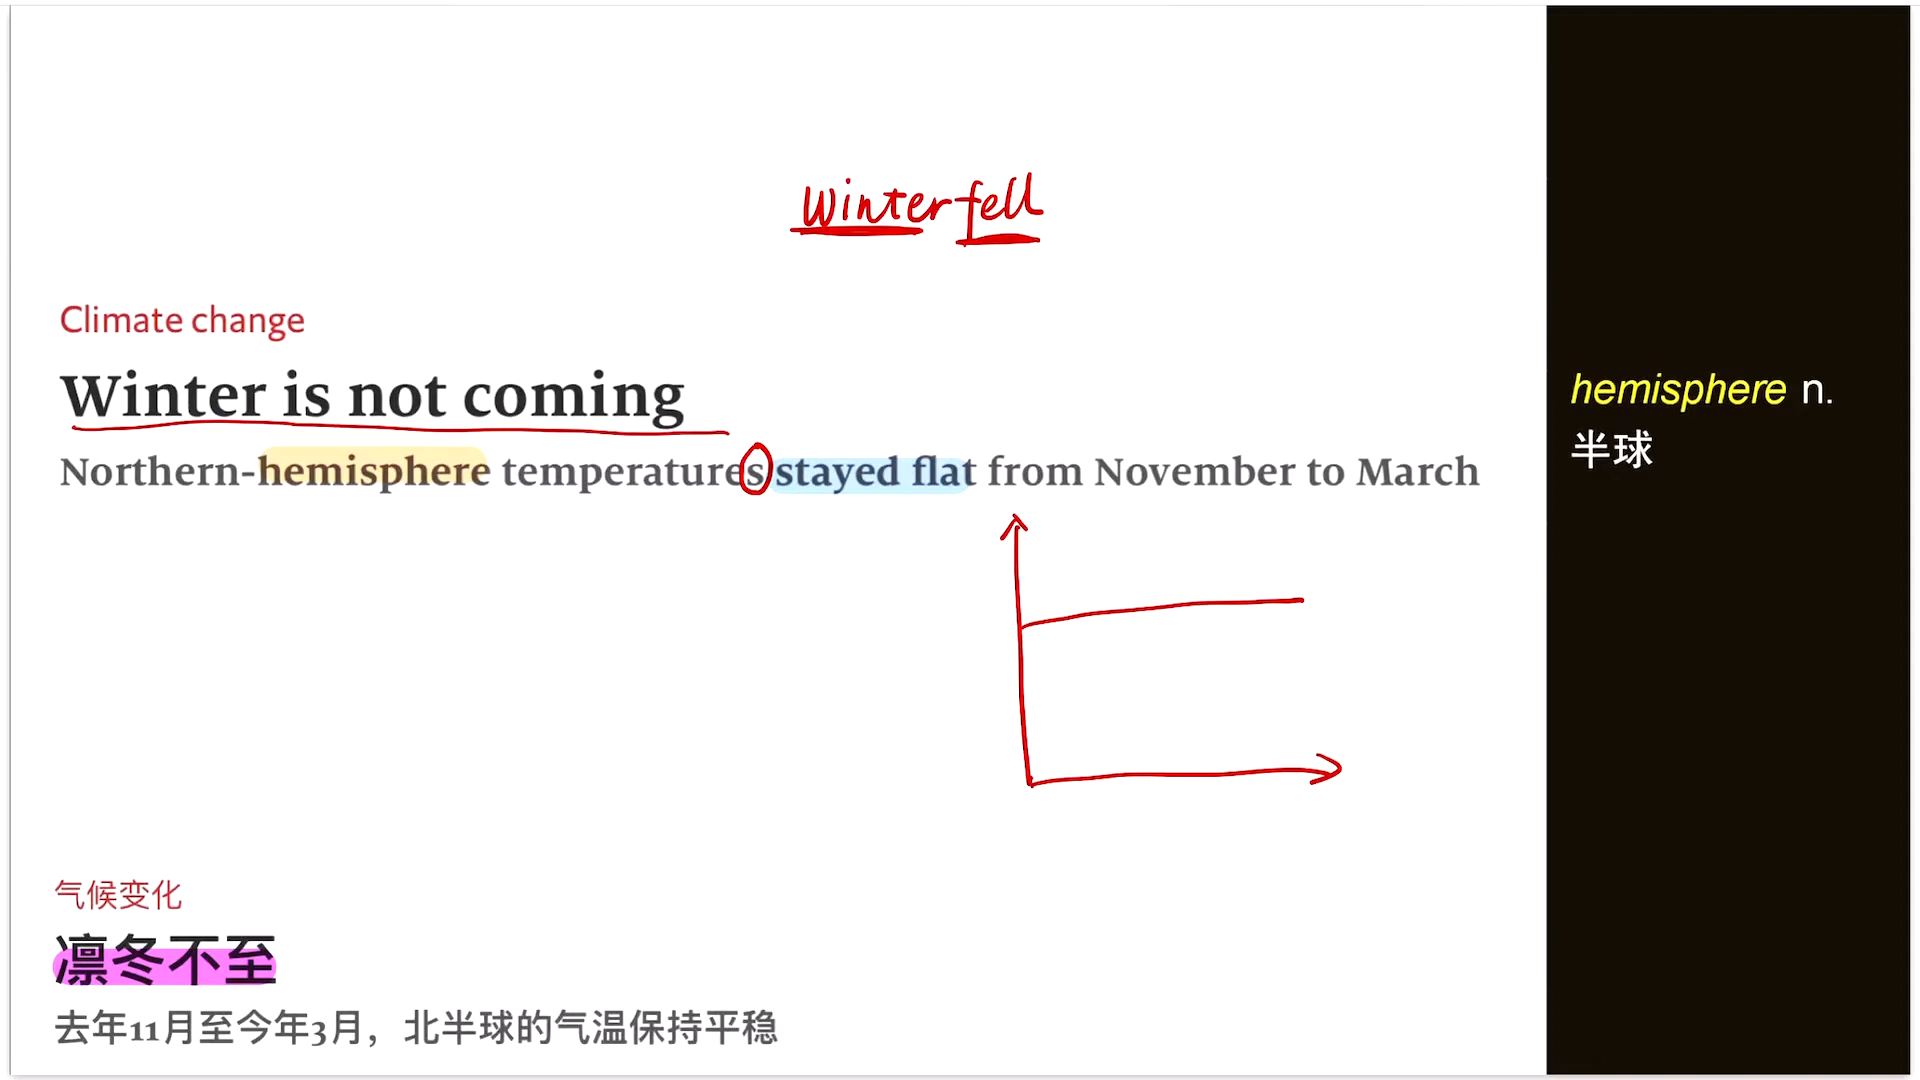 Winterfell
Climate change
Winter is not coming
Northern-hemisphere temperatures stayed flat from November to March
hemisphere n.
半球
气候变化
凛冬不至
去年11月至今年3月，北半球的气温保持平稳